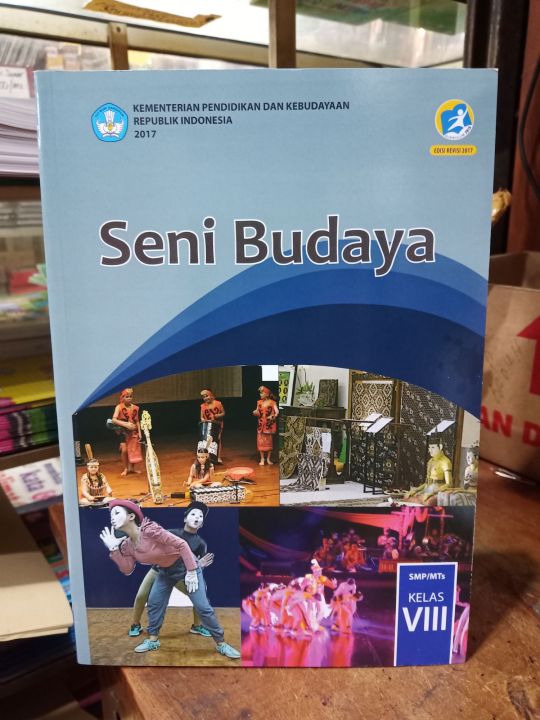 KEMENTERIAN PENDIDIKAN DAN KEBUDAYAAN
REPUBLIK INDONESIA
2017
EDISI REVISI 2017
Seni Budaya
SMP/MTs
KELAS
VIII